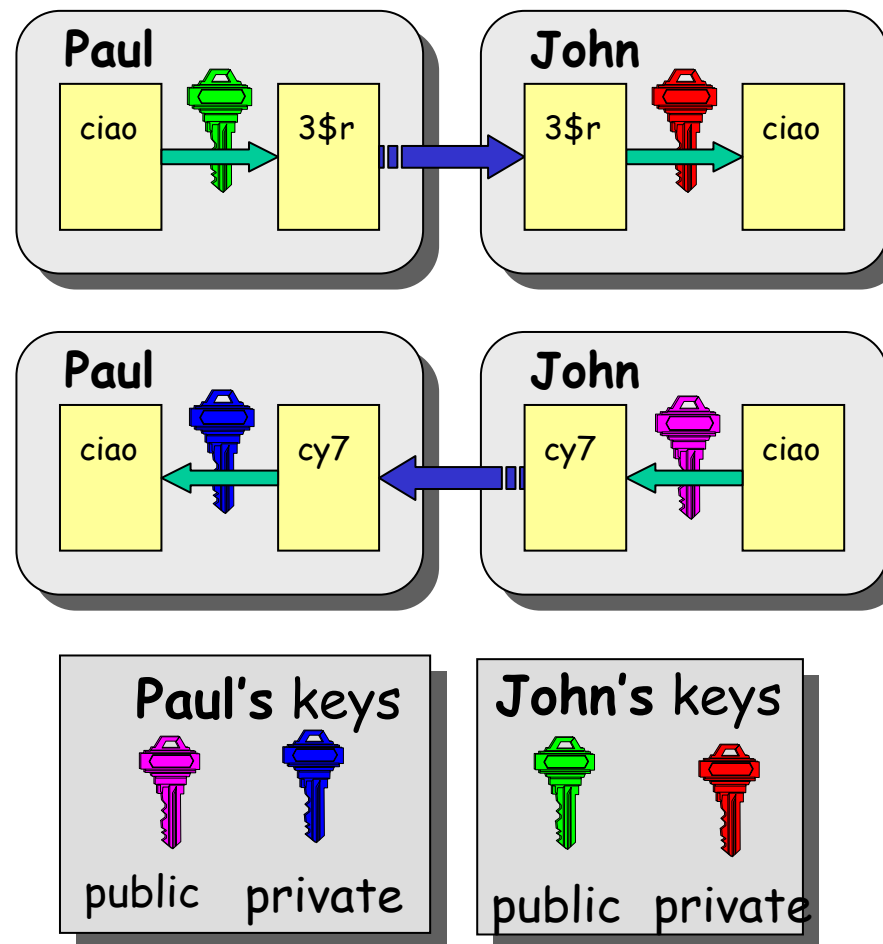 Paul
ciao
3$r
John
3$r
ciao
Paul
ciao
cy7
John
cy7
ciao
Paul's keys
public private
John's keys
public private